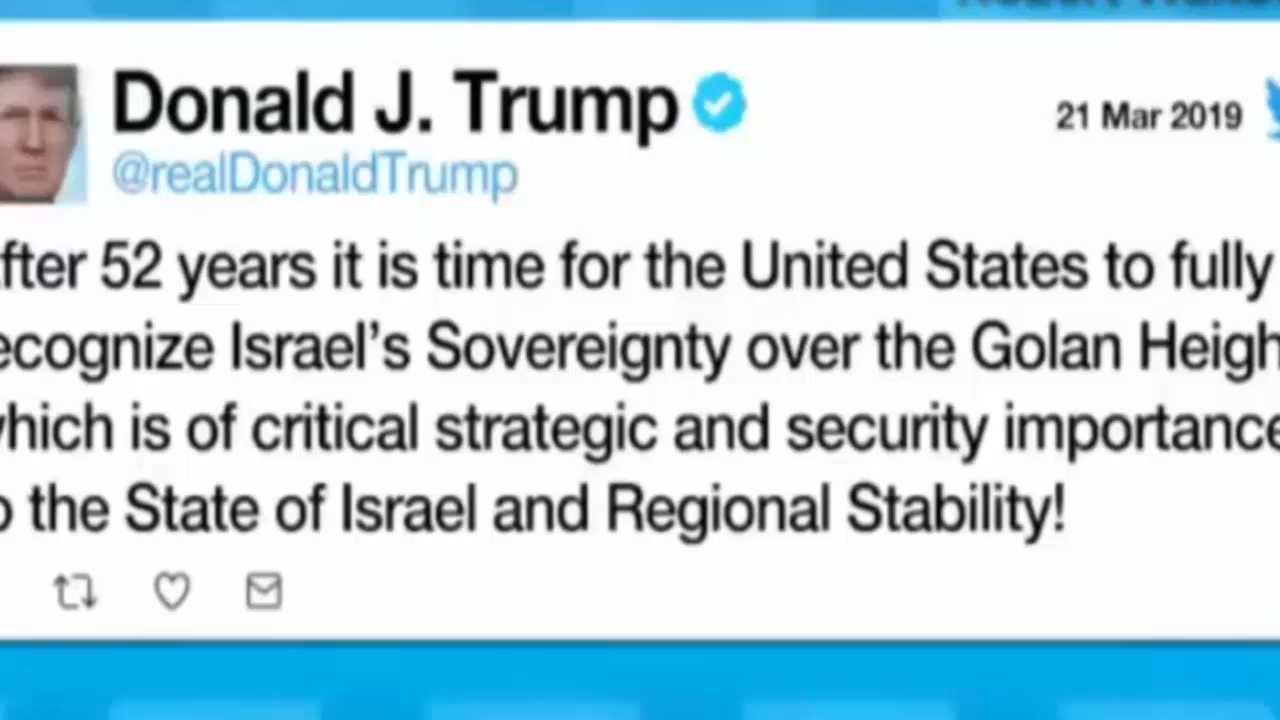 Donald J. Trump
21 Mar 2019
@realDonaldTrump
fter 52 years it is time for the United States to fully
ecognize Israel's Sovereignty over the Golan Heigh
hich is of critical strategic and security importance
o the State of Israel and Regional Stability!